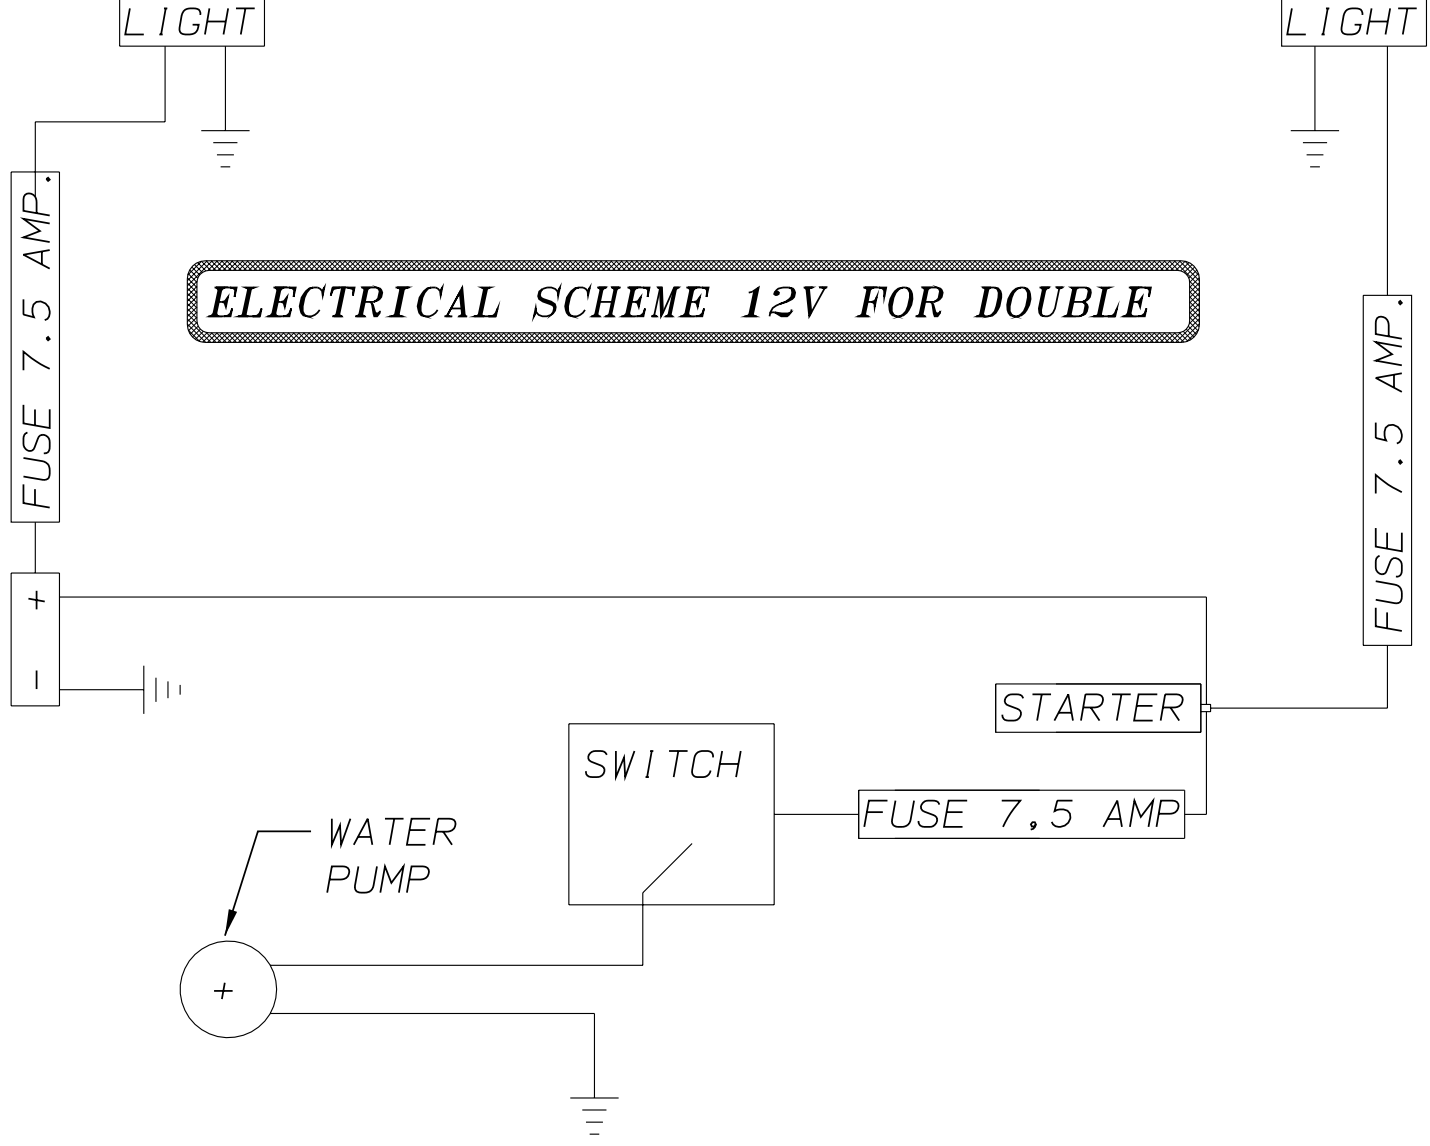 LIGHT
LIGHT
FUSE 7.5 AMP.
ELECTRICAL SCHEME 12V FOR DOUBLE
FUSE 7.5 AMP.
+
-
STARTER
SWITCH
FUSE 7,5 AMP
WATER
PUMP
+